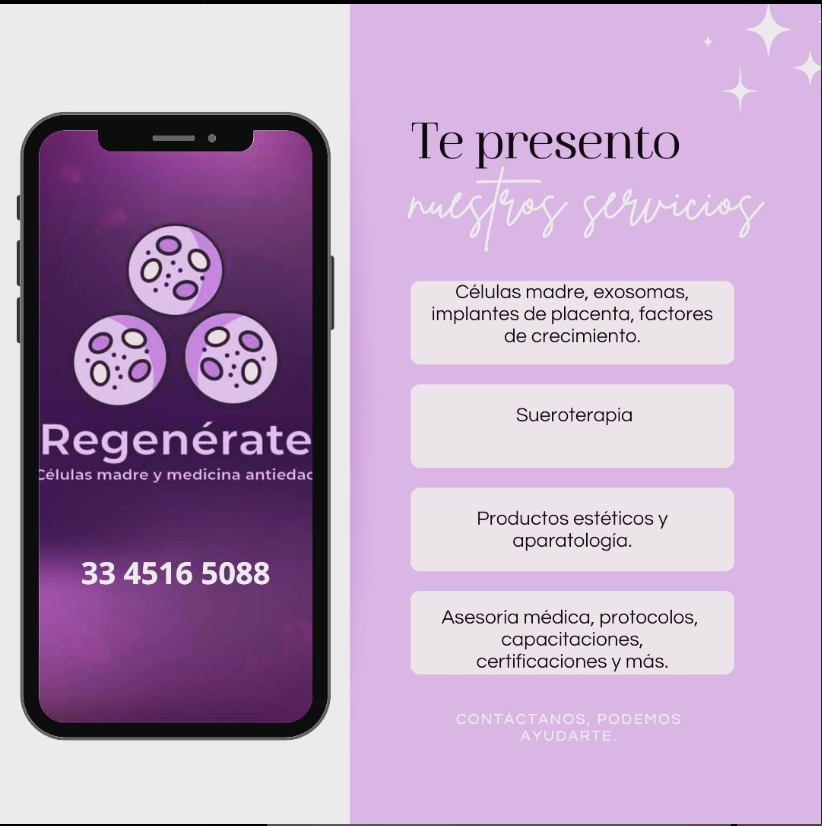 Regenérate
Células madre y medicina antiedad
33 4516 5088
Te presento
nuestros servicios
Células madre, exosomas,
implantes de placenta, factores
de crecimiento.
Sueroterapia
Productos estéticos y
aparatología.
Asesoría médica, protocolos,
capacitaciones,
certificaciones y más.
CONTÁCTANOS, PODEMOS
AYUDARTE.